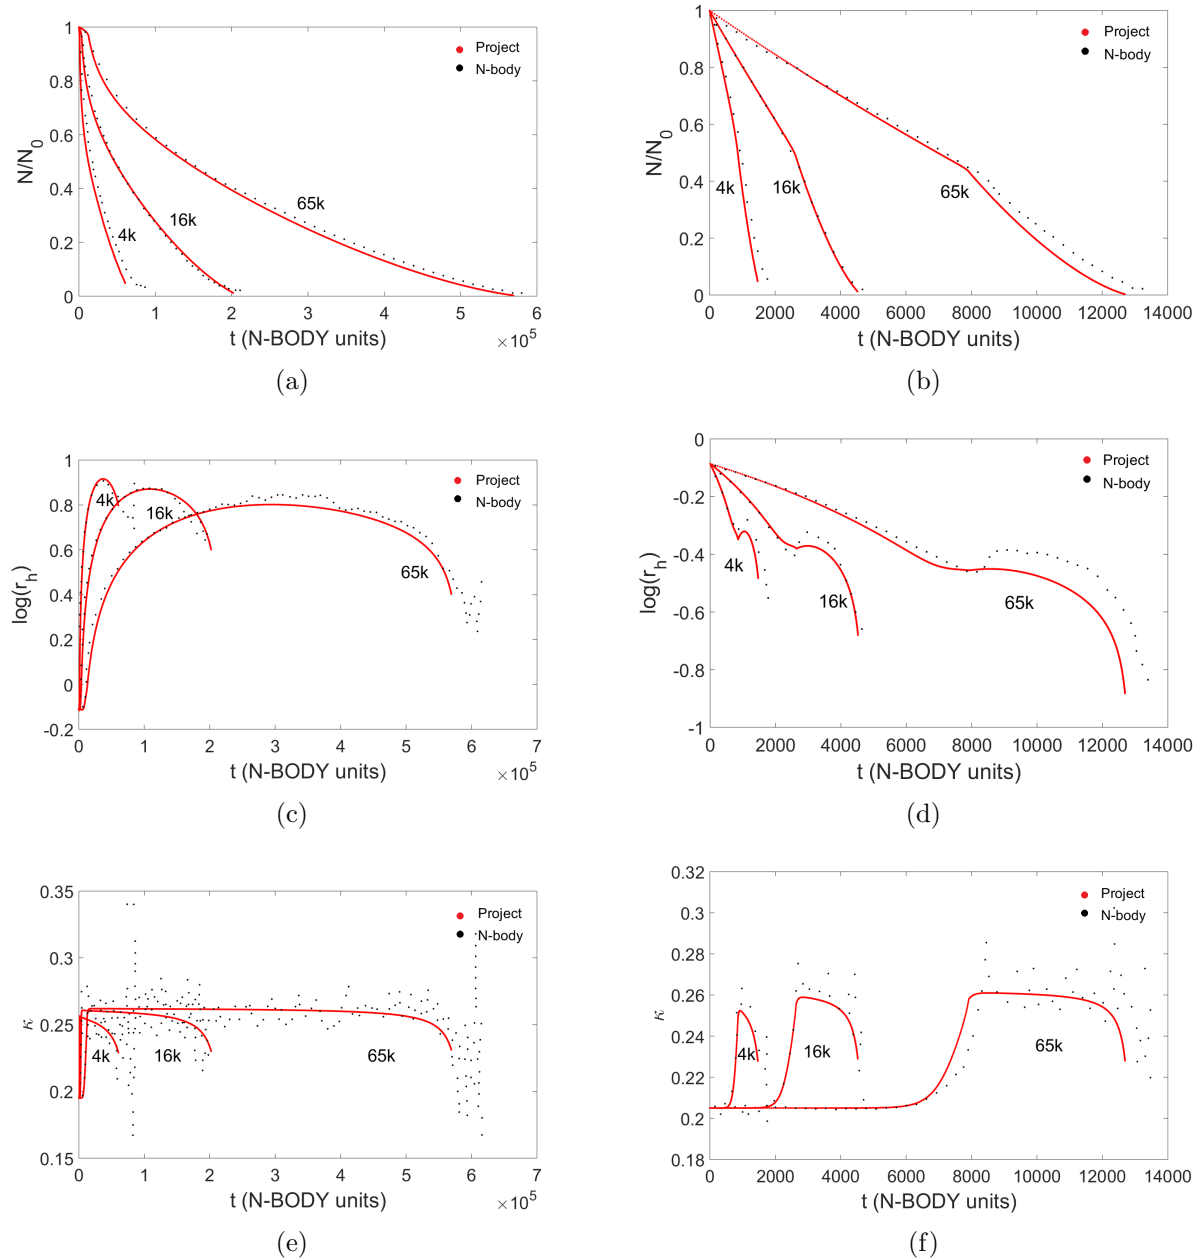 1
0.8
0.6
0.4
0.2
0
N/N0
Project
N-body
4k
16k
65k
0 1 2 3 4 5 6
t (N-BODY units)
×10^5
(a)
1
0.8
0.6
0.4
0.2
0
N/N0
Project
N-body
4k
16k
65k
0 2000 4000 6000 8000 10000 12000 14000
t (N-BODY units)
(b)
1
0.8
0.6
0.4
0.2
0
-0.2
log(rh)
Project
N-body
4k
16k
65k
0 1 2 3 4 5 6 7
t (N-BODY units)
×10^5
(c)
0
-0.2
-0.4
-0.6
-0.8
-1
log(rh)
Project
N-body
4k
16k
65k
0 2000 4000 6000 8000 10000 12000 14000
t (N-BODY units)
(d)
0.35
0.3
0.25
0.2
0.15
κ
Project
N-body
4k
16k
65k
0 1 2 3 4 5 6 7
t (N-BODY units)
×10^5
(e)
0.32
0.3
0.28
0.26
0.24
0.22
0.2
0.18
κ
Project
N-body
4k
16k
65k
0 2000 4000 6000 8000 10000 12000 14000
t (N-BODY units)
(f)